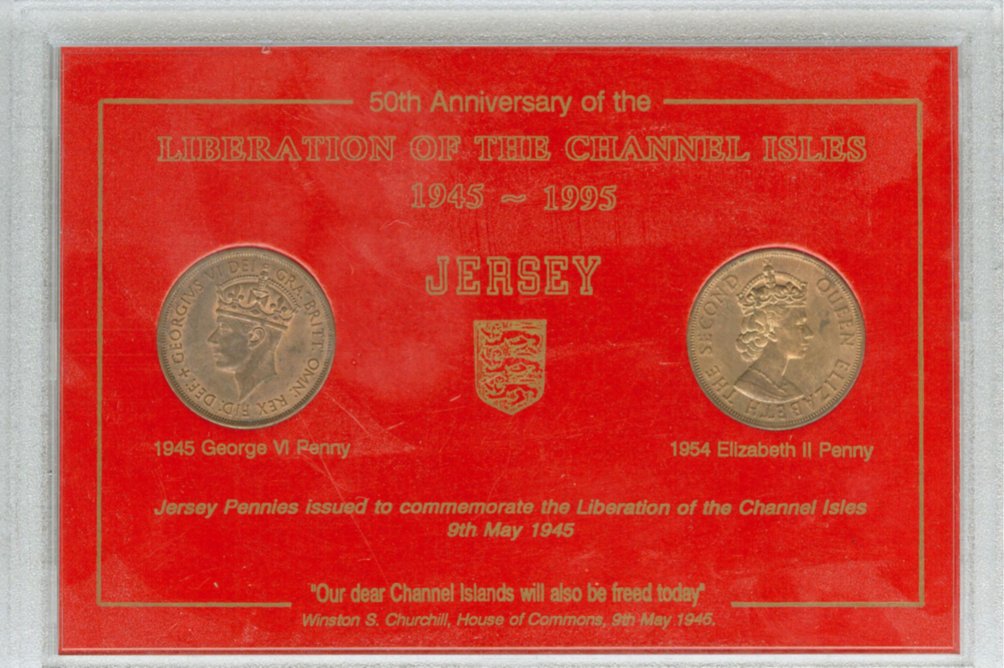 50th Anniversary of the
LIBERATION OF THE CHANNEL ISLES
1945 ~ 1995
JERSEY
GEORGIVS VI DEI GRA: BRITT: OMN: REX FID: DEF: +
QUEEN ELIZABETH THE SECOND
1945 George VI Penny
1954 Elizabeth II Penny
Jersey Pennies issued to commemorate the Liberation of the Channel Isles
9th May 1945
"Our dear Channel Islands will also be freed today"
Winston S. Churchill, House of Commons, 9th May 1945.